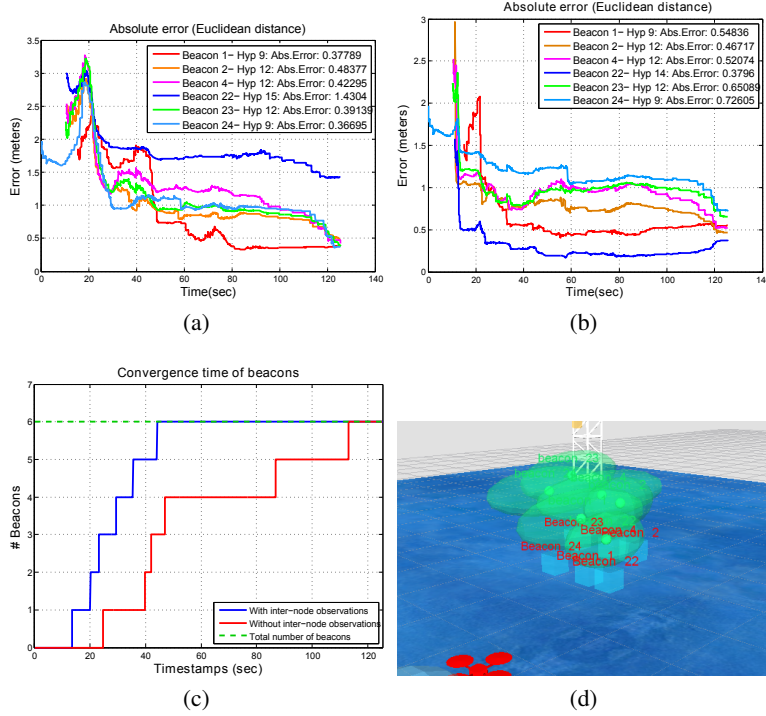 Absolute error (Euclidean distance)
3.5
3
2.5
2
1.5
1
0.5
0
Error (meters)
Beacon 1− Hyp 9: Abs.Error: 0.37789
Beacon 2− Hyp 12: Abs.Error: 0.48377
Beacon 4− Hyp 12: Abs.Error: 0.42295
Beacon 22− Hyp 15: Abs.Error: 1.4304
Beacon 23− Hyp 12: Abs.Error: 0.39139
Beacon 24− Hyp 9: Abs.Error: 0.36695
0 20 40 60 80 100 120 140
Time(sec)
(a)
Absolute error (Euclidean distance)
3
2.5
2
1.5
1
0.5
0
Error (meters)
Beacon 1− Hyp 9: Abs.Error: 0.54836
Beacon 2− Hyp 12: Abs.Error: 0.46717
Beacon 4− Hyp 12: Abs.Error: 0.52074
Beacon 22− Hyp 14: Abs.Error: 0.3796
Beacon 23− Hyp 12: Abs.Error: 0.65089
Beacon 24− Hyp 9: Abs.Error: 0.72605
0 20 40 60 80 100 120
Time(sec)
(b)
Convergence time of beacons
7
6
5
4
3
2
1
0
# Beacons
With inter−node observations
Without inter−node observations
Total number of beacons
0 20 40 60 80 100 120
Timestamps (sec)
(c)
Beacon_23
Beacon_4
Beacon_2
Beacon_24
Beacon_1
Beacon_22
(d)